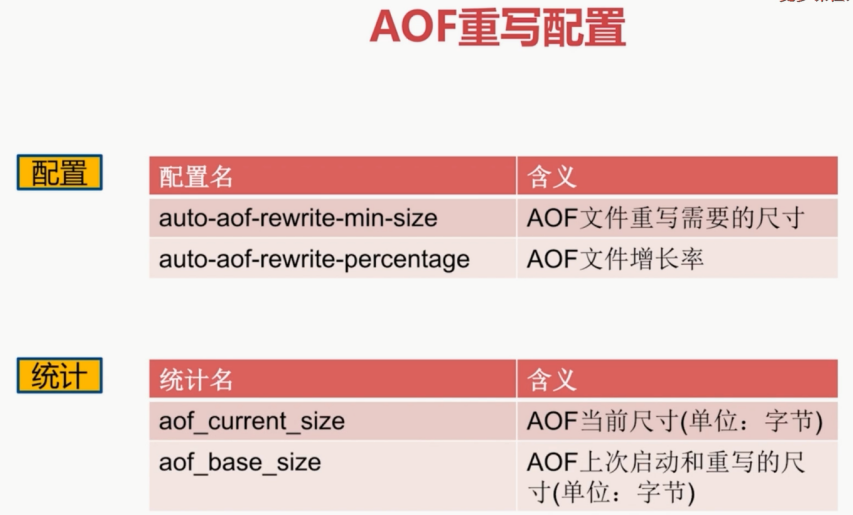 AOF重写配置
配置
配置名 含义
auto-aof-rewrite-min-size AOF文件重写需要的尺寸
auto-aof-rewrite-percentage AOF文件增长率
统计
统计名 含义
aof_current_size AOF当前尺寸(单位：字节)
aof_base_size AOF上次启动和重写的尺
寸(单位：字节)